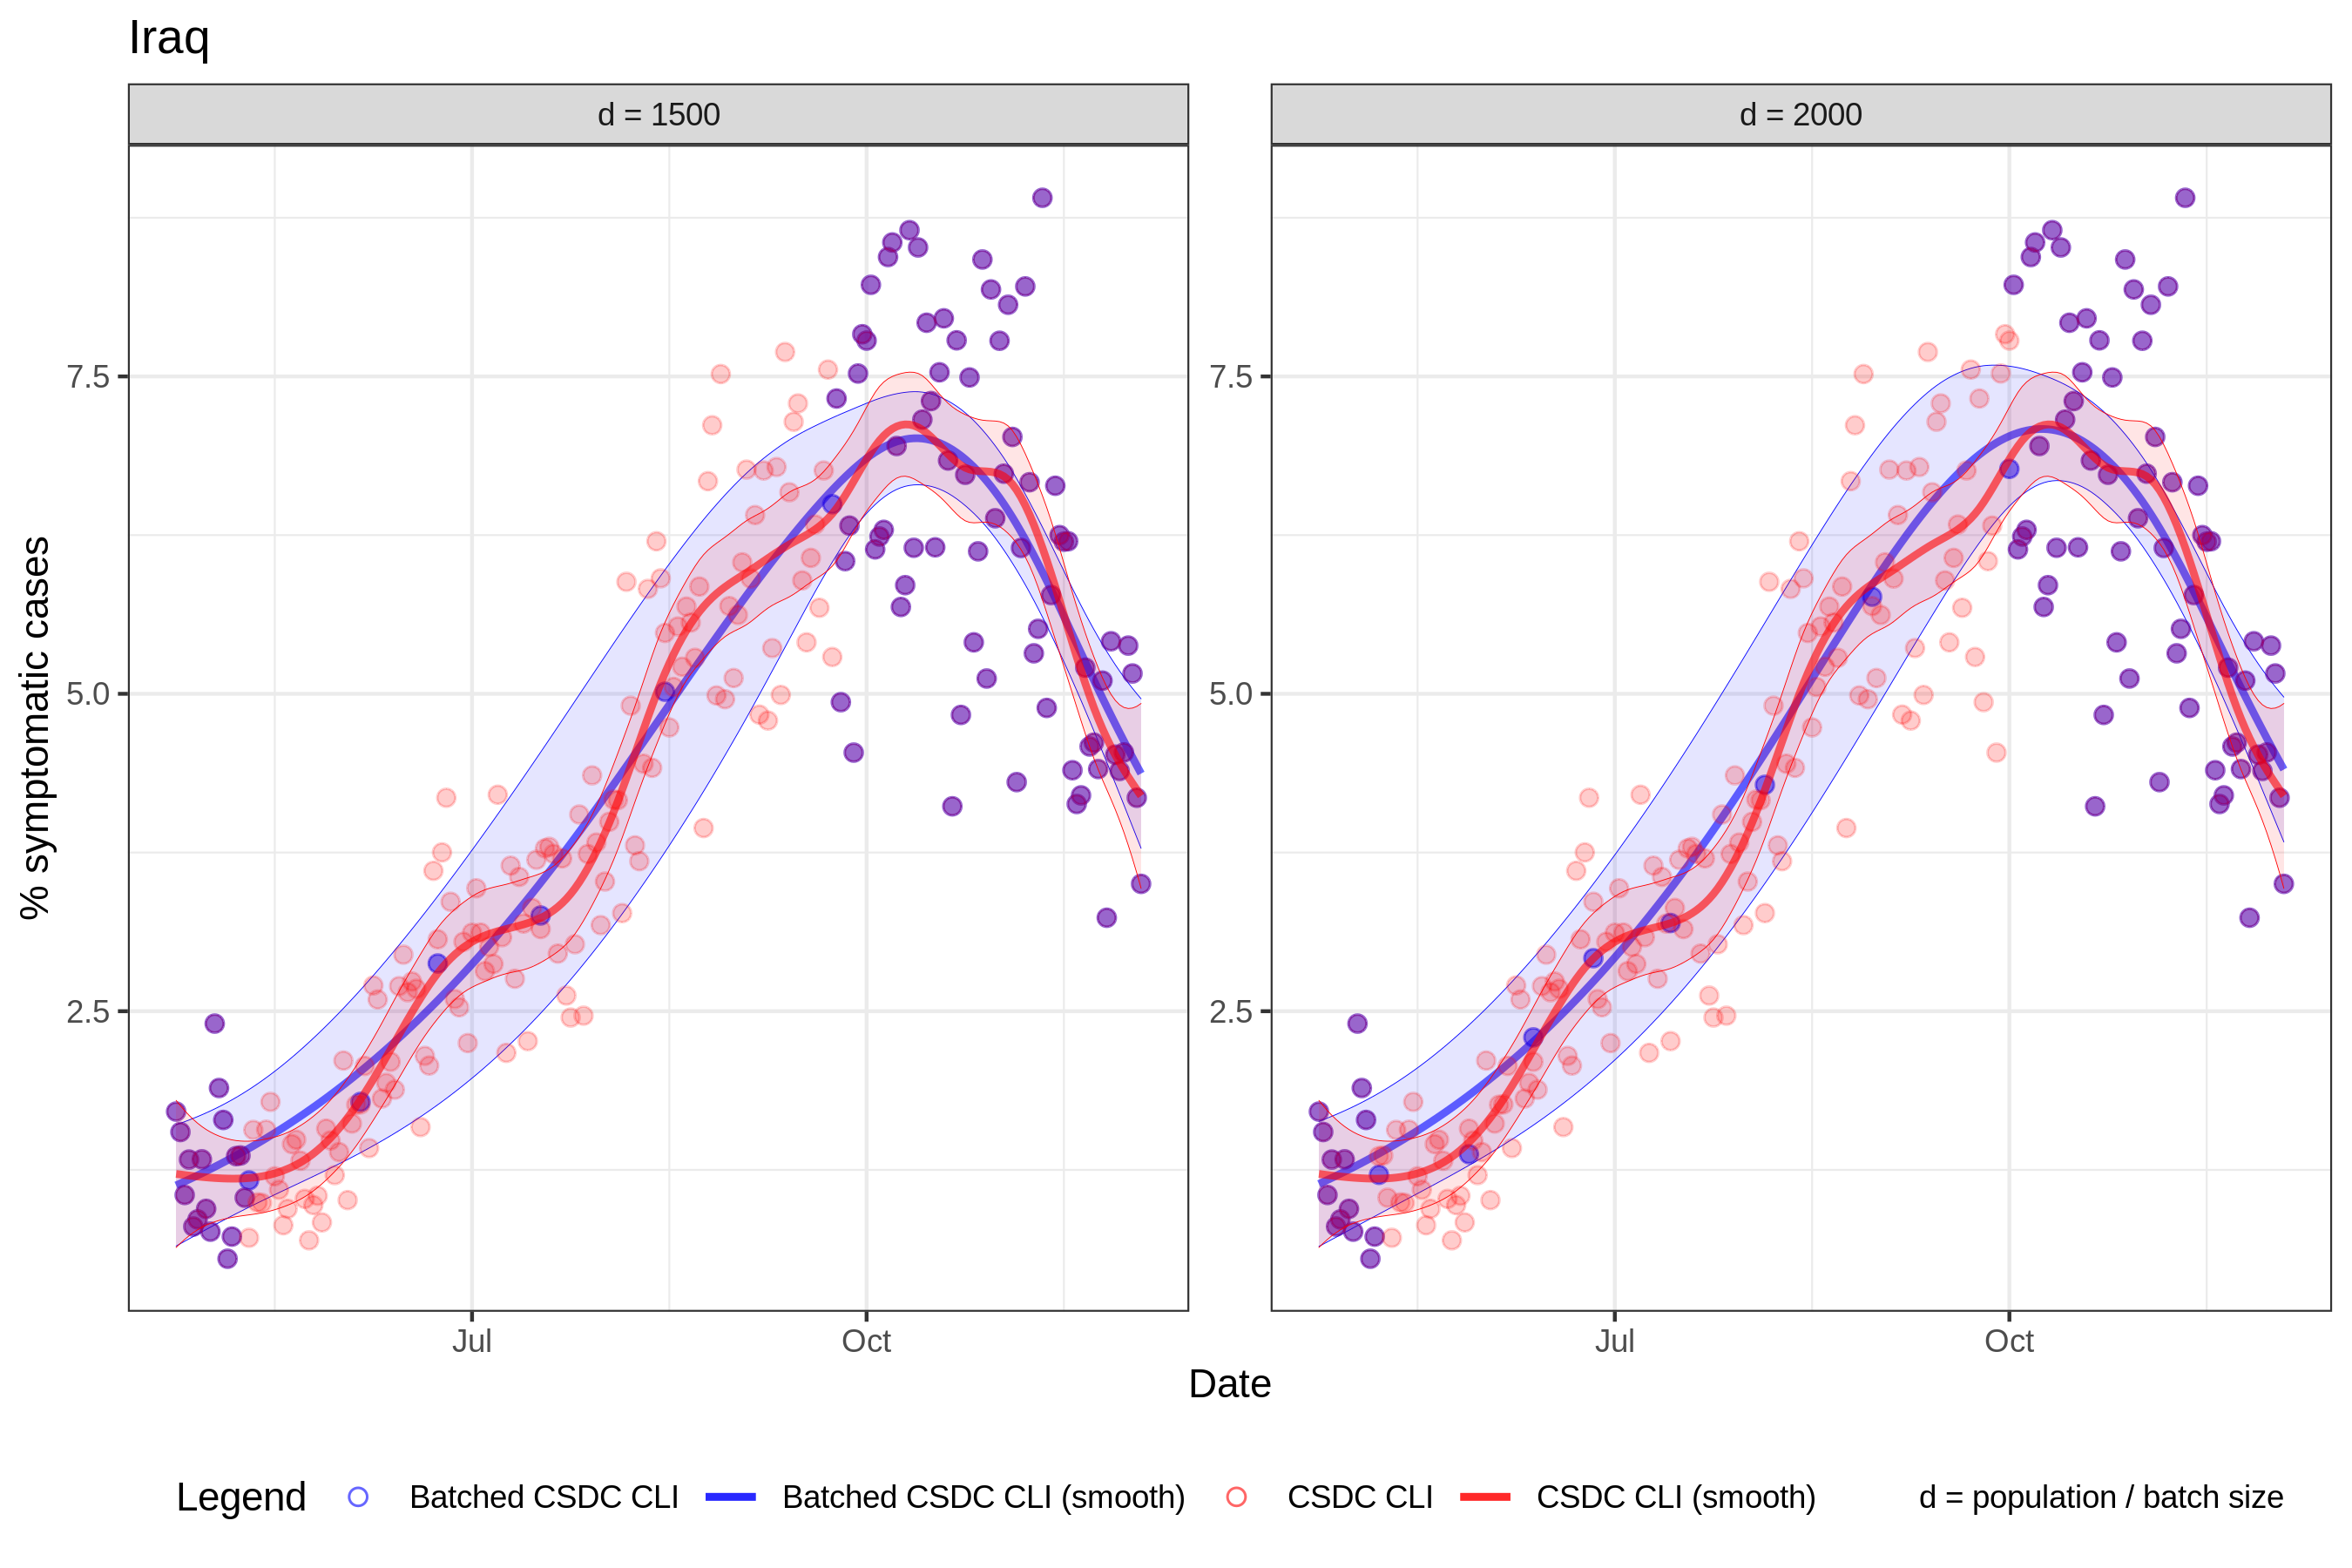 Iraq
d = 1500
d = 2000
% symptomatic cases
7.5
5.0
2.5
7.5
5.0
2.5
Jul
Oct
Jul
Oct
Date
Legend
Batched CSDC CLI
Batched CSDC CLI (smooth)
CSDC CLI
CSDC CLI (smooth)
d = population / batch size